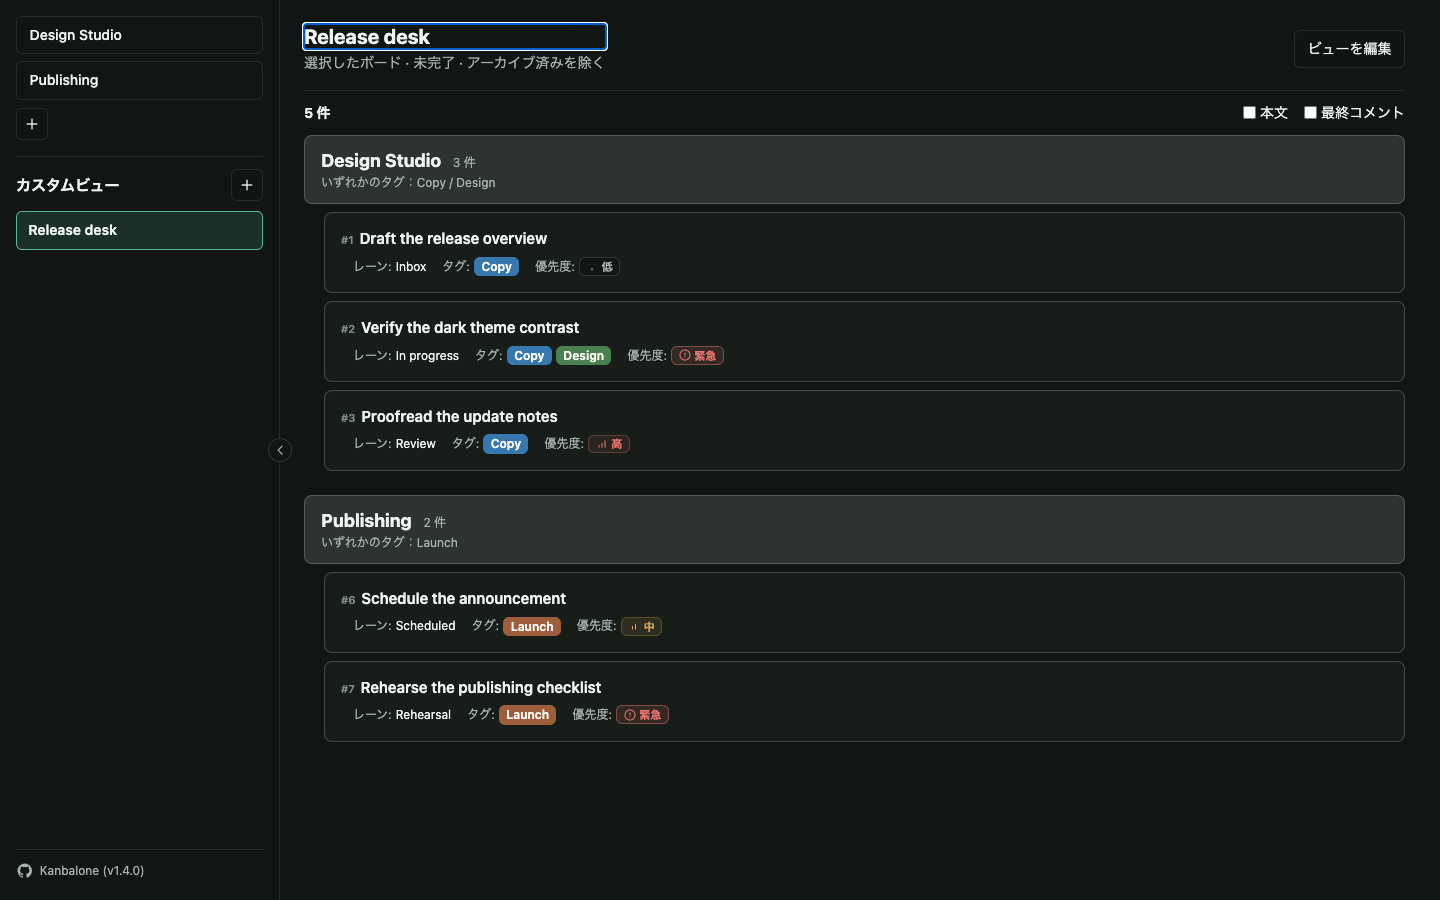 Design Studio
Publishing
カスタムビュー
Release desk
Kanbalone (v1.4.0)
Release desk
選択したボード · 未完了 · アーカイブ済みを除く
ビューを編集
5 件
本文 最終コメント
Design Studio 3 件
いずれかのタグ：Copy / Design
#1 Draft the release overview
レーン: Inbox タグ: Copy 優先度: 低
#2 Verify the dark theme contrast
レーン: In progress タグ: Copy Design 優先度: 緊急
#3 Proofread the update notes
レーン: Review タグ: Copy 優先度: 高
Publishing 2 件
いずれかのタグ：Launch
#6 Schedule the announcement
レーン: Scheduled タグ: Launch 優先度: 中
#7 Rehearse the publishing checklist
レーン: Rehearsal タグ: Launch 優先度: 緊急